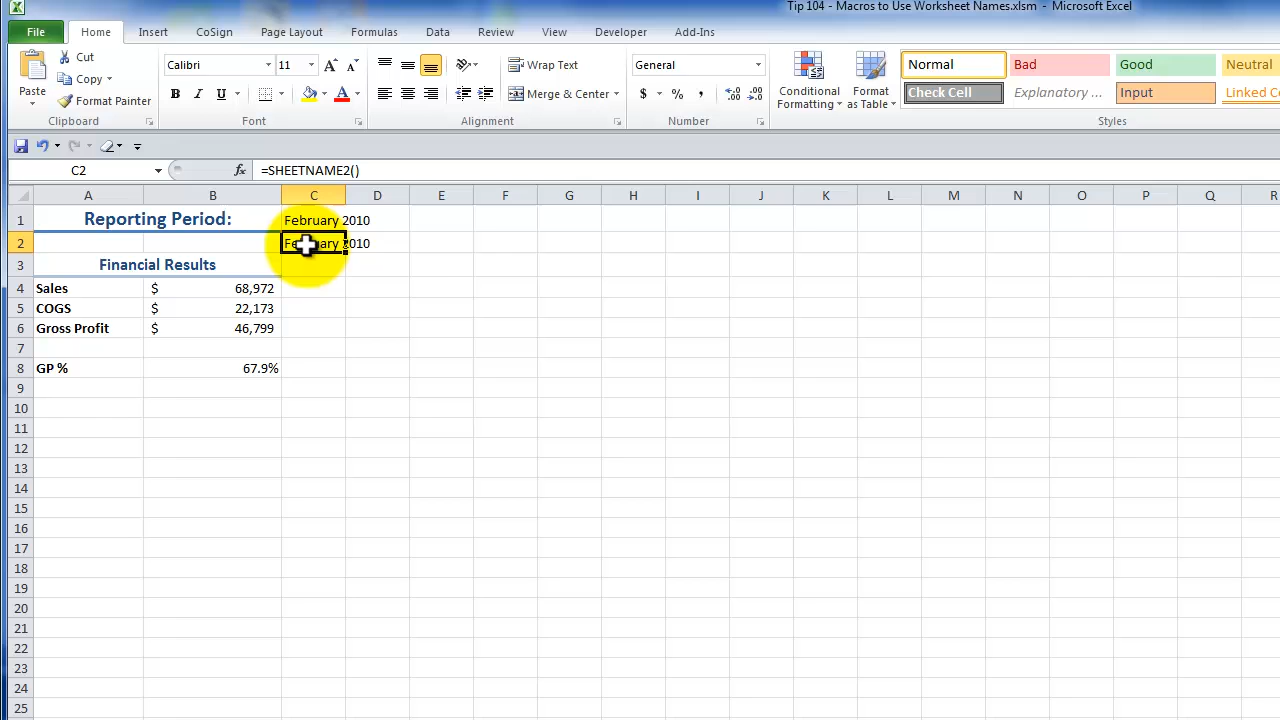 Tip 104 - Macros to Use Worksheet Names.xlsm - Microsoft Excel
File Home Insert CoSign Page Layout Formulas Data Review View Developer Add-Ins
Paste Cut Copy Format Painter Clipboard
Calibri 11 A A B I U A Font
Wrap Text Merge & Center Alignment
General $ % , .00 Number
Conditional Formatting Format as Table
Normal Bad Good Neutral
Check Cell Explanatory ... Input Linked C
Styles
C2 fx =SHEETNAME2()
A B C D E F G H I J K L M N O P Q R
1 Reporting Period: February 2010
2 February 2010
3 Financial Results
4 Sales $ 68,972
5 COGS $ 22,173
6 Gross Profit $ 46,799
7
8 GP % 67.9%
9
10
11
12
13
14
15
16
17
18
19
20
21
22
23
24
25